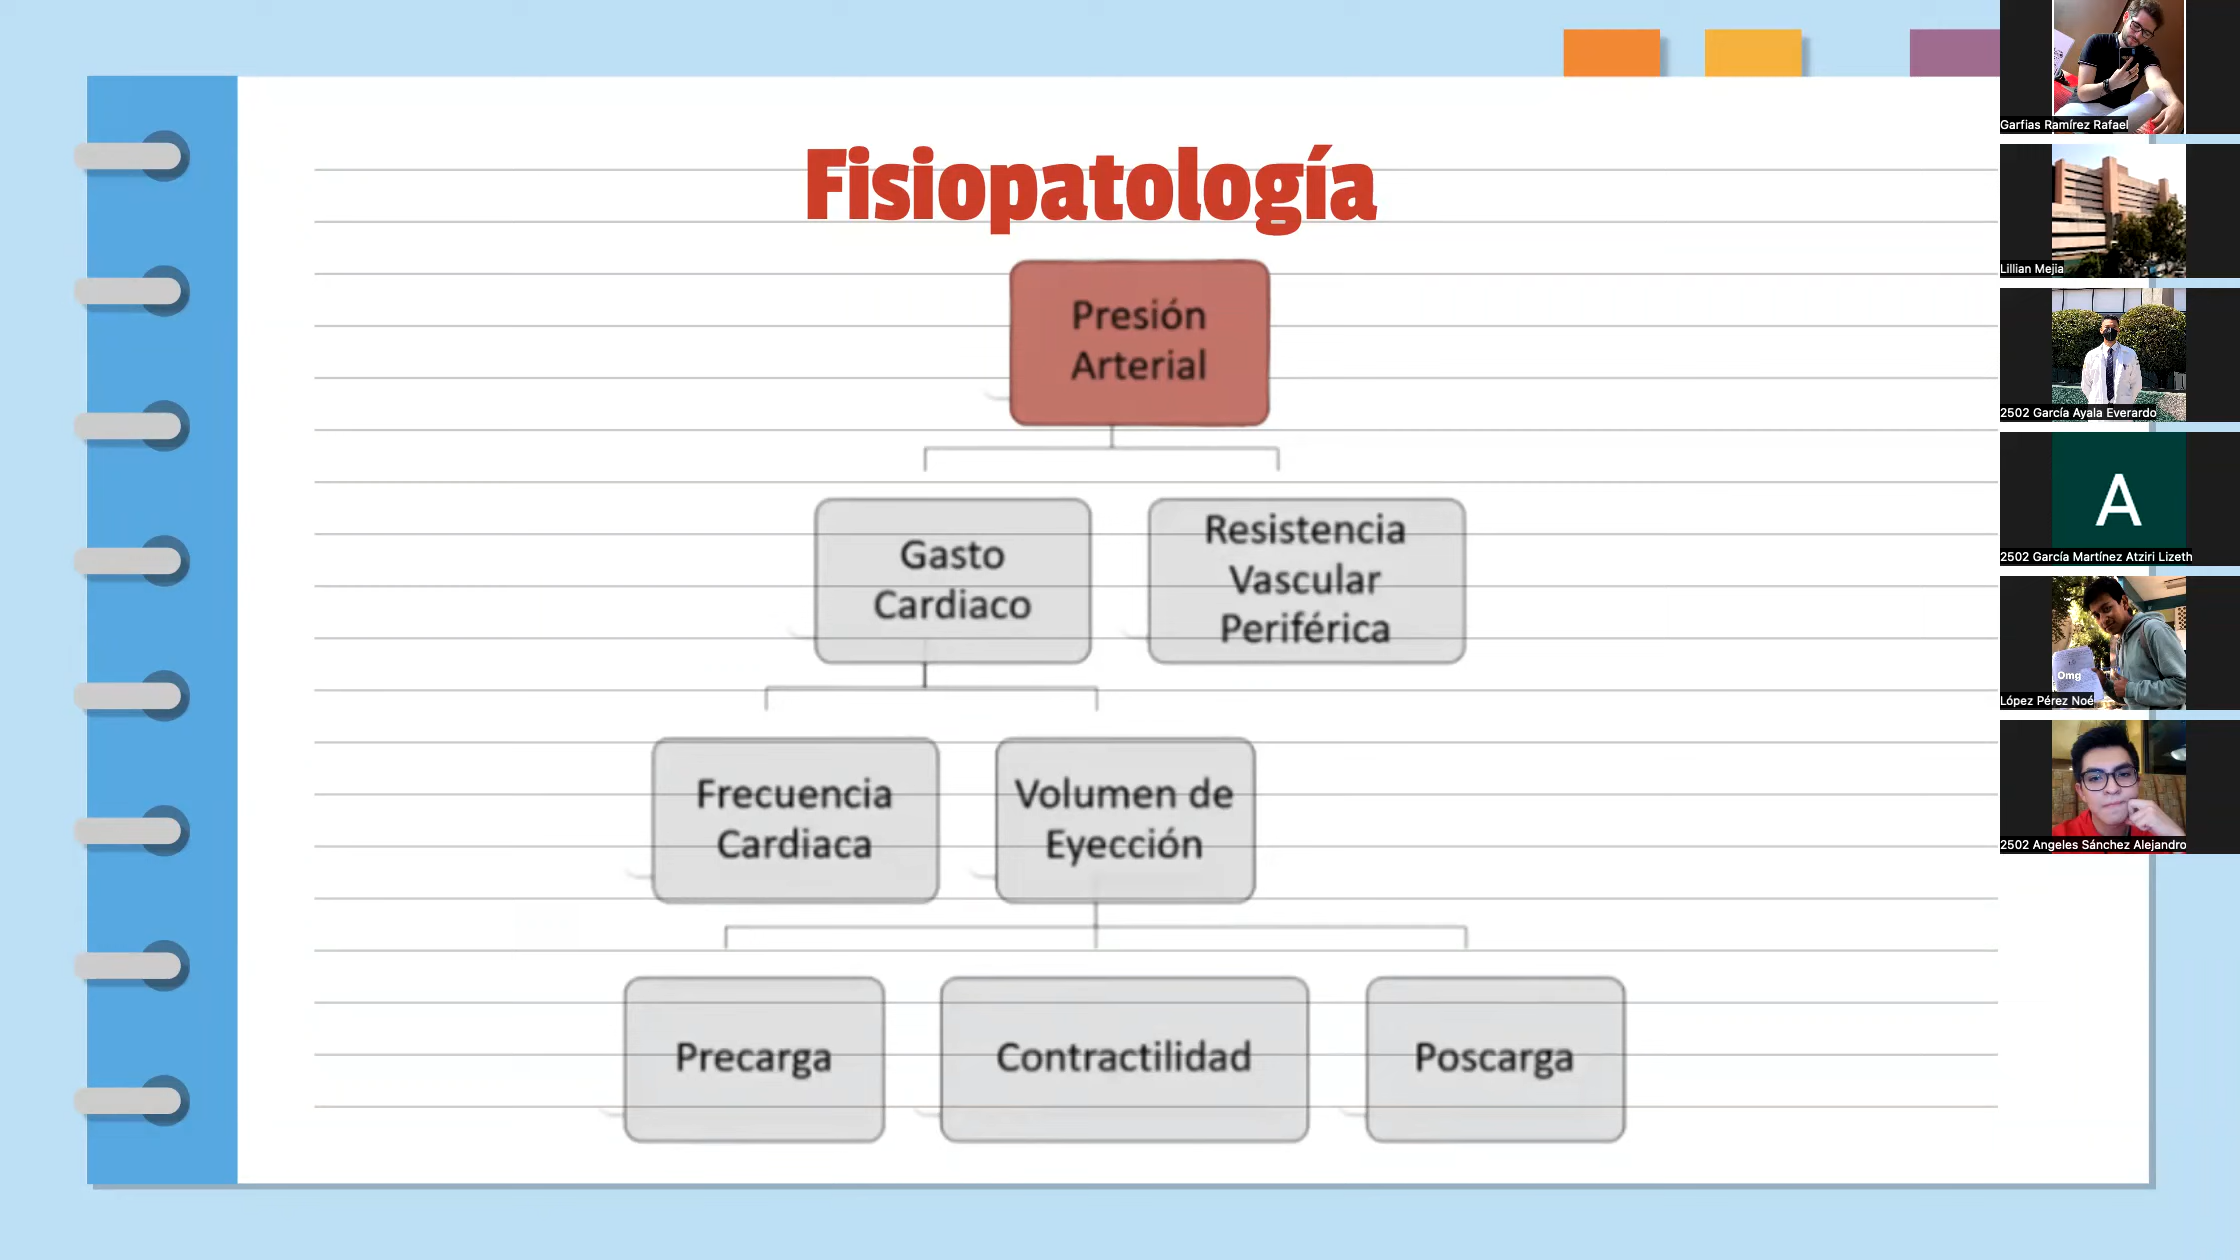 Fisiopatología
Presión
Arterial
Gasto
Cardiaco
Resistencia
Vascular
Periférica
Frecuencia
Cardiaca
Volumen de
Eyección
Precarga
Contractilidad
Poscarga
Garfias Ramírez Rafael
Lillian Mejia
2502 García Ayala Everardo
A
2502 García Martínez Atziri Lizeth
Omg
López Pérez Noé
2502 Angeles Sánchez Alejandro